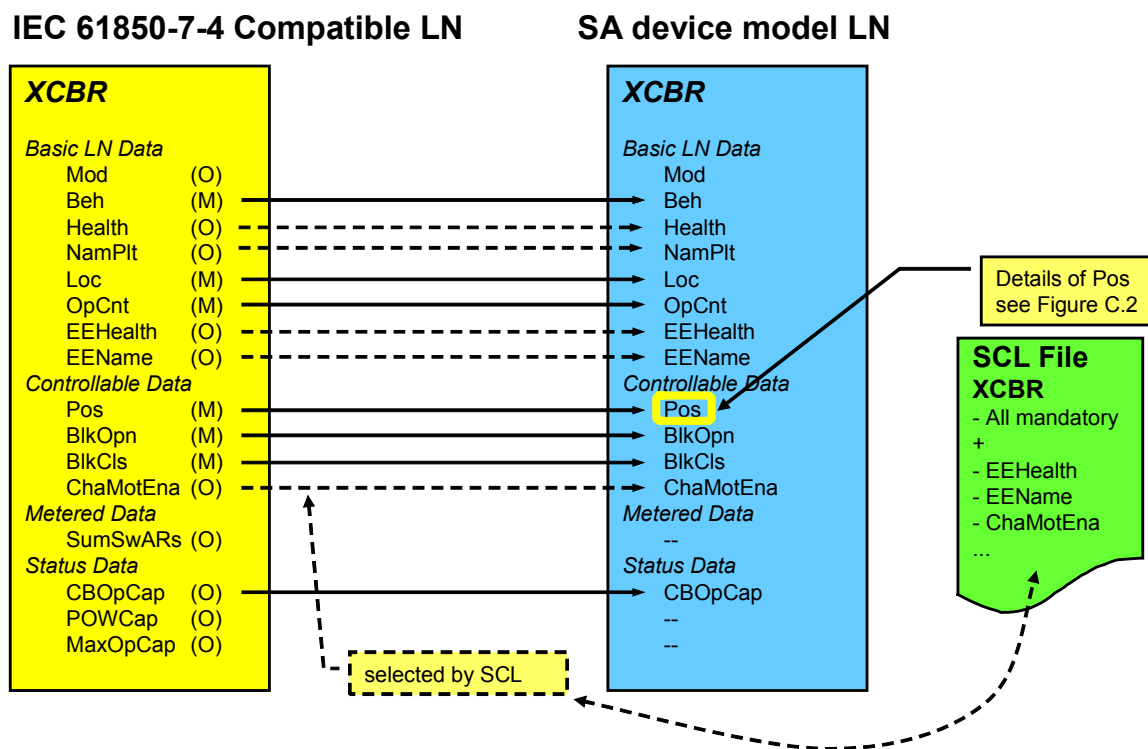 IEC 61850-7-4 Compatible LN
SA device model LN
XCBR
Basic LN Data
Mod (O)
Beh (M)
Health (O)
NamPlt (O)
Loc (M)
OpCnt (M)
EEHealth (O)
EEName (O)
Controllable Data
Pos (M)
BlkOpn (M)
BlkCls (M)
ChaMotEna (O)
Metered Data
SumSwARs (O)
Status Data
CBOpCap (O)
POWCap (O)
MaxOpCap (O)
XCBR
Basic LN Data
Mod
Beh
Health
NamPlt
Loc
OpCnt
EEHealth
EEName
Controllable Data
Pos
BlkOpn
BlkCls
ChaMotEna
Metered Data
--
Status Data
CBOpCap
--
--
Details of Pos
see Figure C.2
SCL File
XCBR
- All mandatory
+
- EEHealth
- EEName
- ChaMotEna
...
selected by SCL